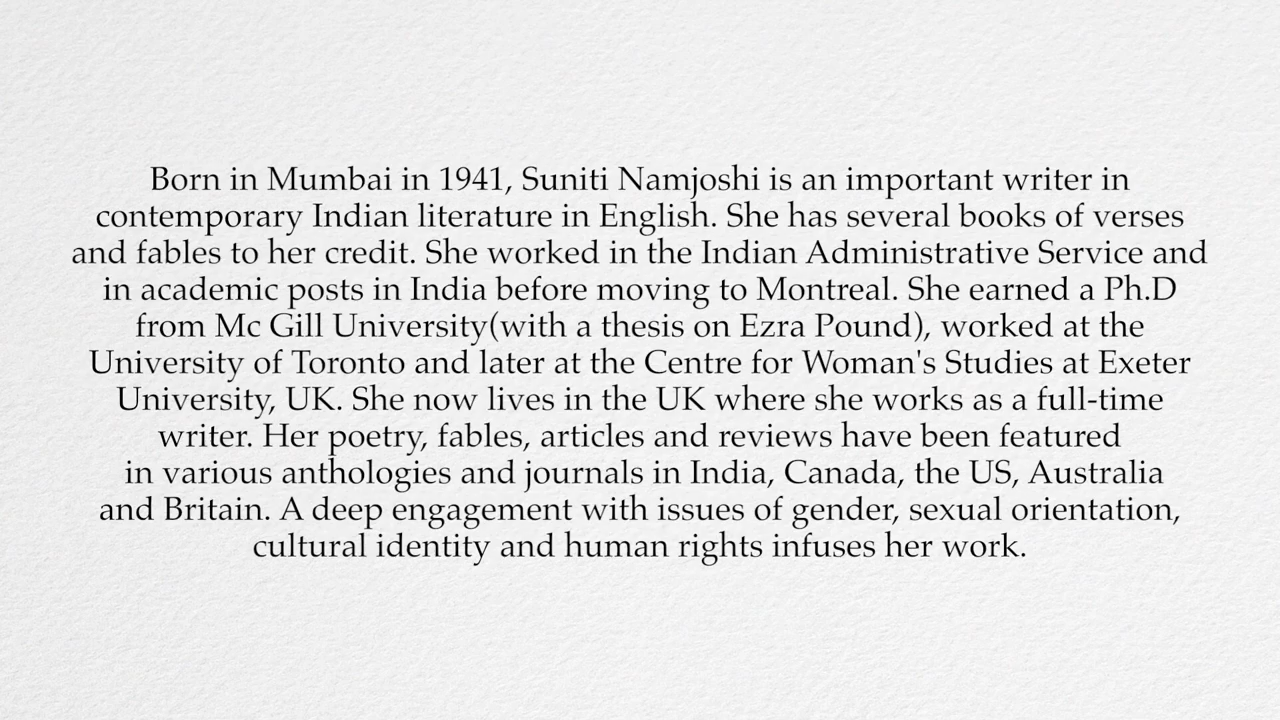 Born in Mumbai in 1941, Suniti Namjoshi is an important writer in
contemporary Indian literature in English. She has several books of verses
and fables to her credit. She worked in the Indian Administrative Service and
in academic posts in India before moving to Montreal. She earned a Ph.D
from Mc Gill University(with a thesis on Ezra Pound), worked at the
University of Toronto and later at the Centre for Woman's Studies at Exeter
University, UK. She now lives in the UK where she works as a full-time
writer. Her poetry, fables, articles and reviews have been featured
in various anthologies and journals in India, Canada, the US, Australia
and Britain. A deep engagement with issues of gender, sexual orientation,
cultural identity and human rights infuses her work.